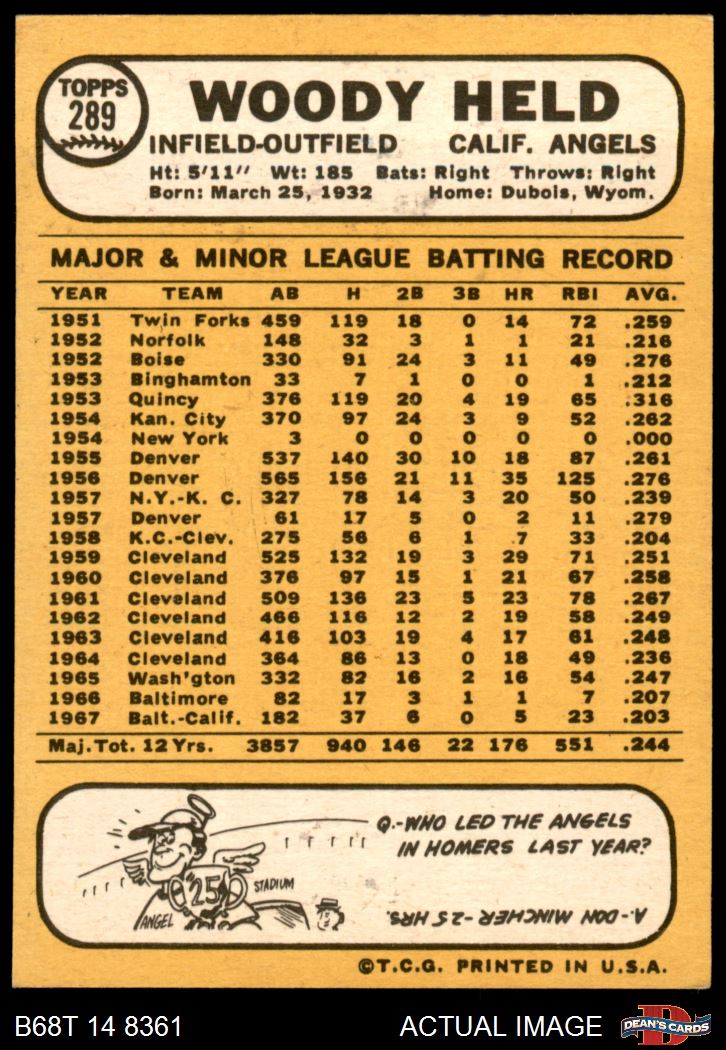 TOPPS
289
WOODY HELD
INFIELD-OUTFIELD CALIF. ANGELS
Ht: 5'11" Wt: 185 Bats: Right Throws: Right
Born: March 25, 1932 Home: Dubois, Wyom.
MAJOR & MINOR LEAGUE BATTING RECORD
YEAR TEAM AB H 2B 3B HR RBI AVG.
1951 Twin Forks 459 119 18 0 14 72 .259
1952 Norfolk 148 32 3 1 1 21 .216
1952 Boise 330 91 24 3 11 49 .276
1953 Binghamton 33 7 1 0 0 1 .212
1953 Quincy 376 119 20 4 19 65 .316
1954 Kan. City 370 97 24 3 9 52 .262
1954 New York 3 0 0 0 0 0 .000
1955 Denver 537 140 30 10 18 87 .261
1956 Denver 565 156 21 11 35 125 .276
1957 N.Y.-K. C. 327 78 14 3 20 50 .239
1957 Denver 61 17 5 0 2 11 .279
1958 K.C.-Clev. 275 56 6 1 7 33 .204
1959 Cleveland 525 132 19 3 29 71 .251
1960 Cleveland 376 97 15 1 21 67 .258
1961 Cleveland 509 136 23 5 23 78 .267
1962 Cleveland 466 116 12 2 19 58 .249
1963 Cleveland 416 103 19 4 17 61 .248
1964 Cleveland 364 86 13 0 18 49 .236
1965 Wash'gton 332 82 16 2 16 54 .247
1966 Baltimore 82 17 3 1 1 7 .207
1967 Balt.-Calif. 182 37 6 0 5 23 .203
Maj. Tot. 12 Yrs. 3857 940 146 22 176 551 .244
Q.-WHO LED THE ANGELS
IN HOMERS LAST YEAR?
25
STADIUM
ANGEL
A.-DON MINCHER-25 HRS.
©T.C.G. PRINTED IN U.S.A.
B68T 14 8361 ACTUAL IMAGE
D
DEAN'S CARDS